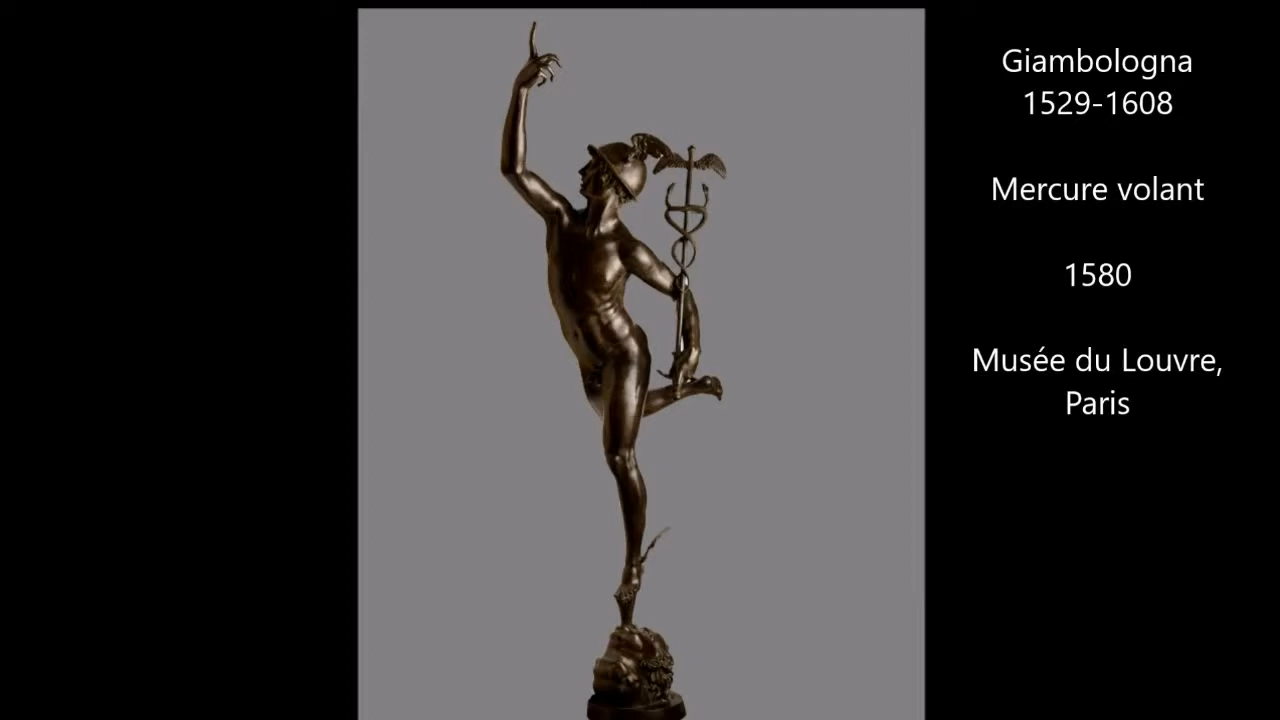 Giambologna
1529-1608
Mercure volant
1580
Musée du Louvre,
Paris